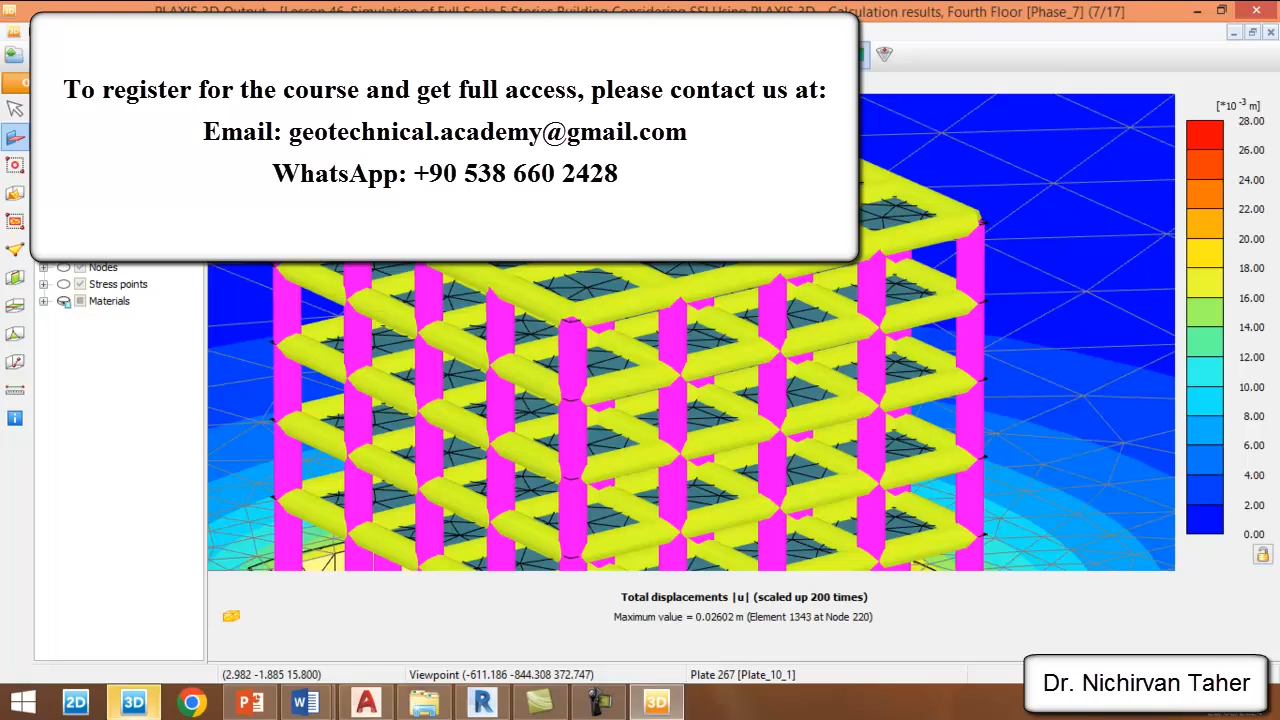 PLAXIS 3D Output - [Lesson 46. Simulation of Full Scale 5 Stories Building Considering SSI Using PLAXIS 3D - Calculation results, Fourth Floor [Phase_7] (7/17)
To register for the course and get full access, please contact us at:
Email: geotechnical.academy@gmail.com
WhatsApp: +90 538 660 2428
Nodes
Stress points
Materials
[*10⁻³ m]
28.00
26.00
24.00
22.00
20.00
18.00
16.00
14.00
12.00
10.00
8.00
6.00
4.00
2.00
0.00
Total displacements |u| (scaled up 200 times)
Maximum value = 0.02602 m (Element 1343 at Node 220)
(2.982 -1.885 15.800)
Viewpoint (-611.186 -844.308 372.747)
Plate 267 [Plate_10_1]
Dr. Nichirvan Taher
2D
3D
3D